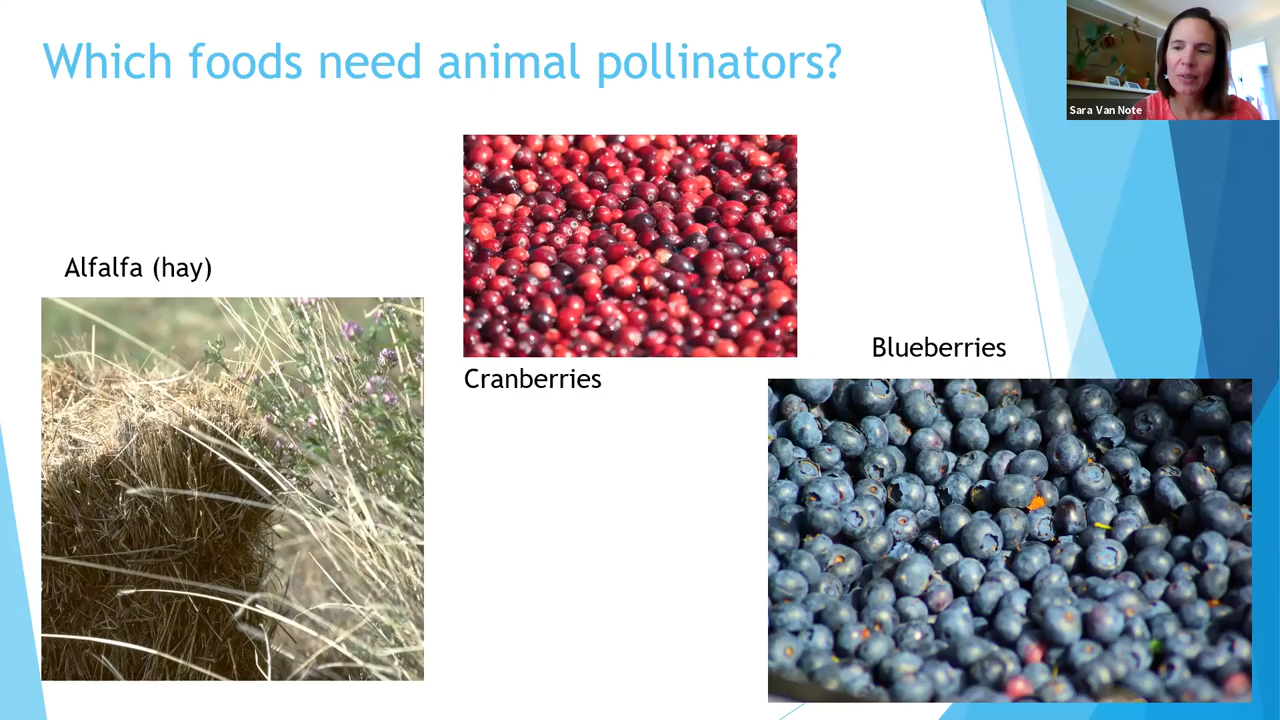 Which foods need animal pollinators?
Sara Van Note
Alfalfa (hay)
Cranberries
Blueberries